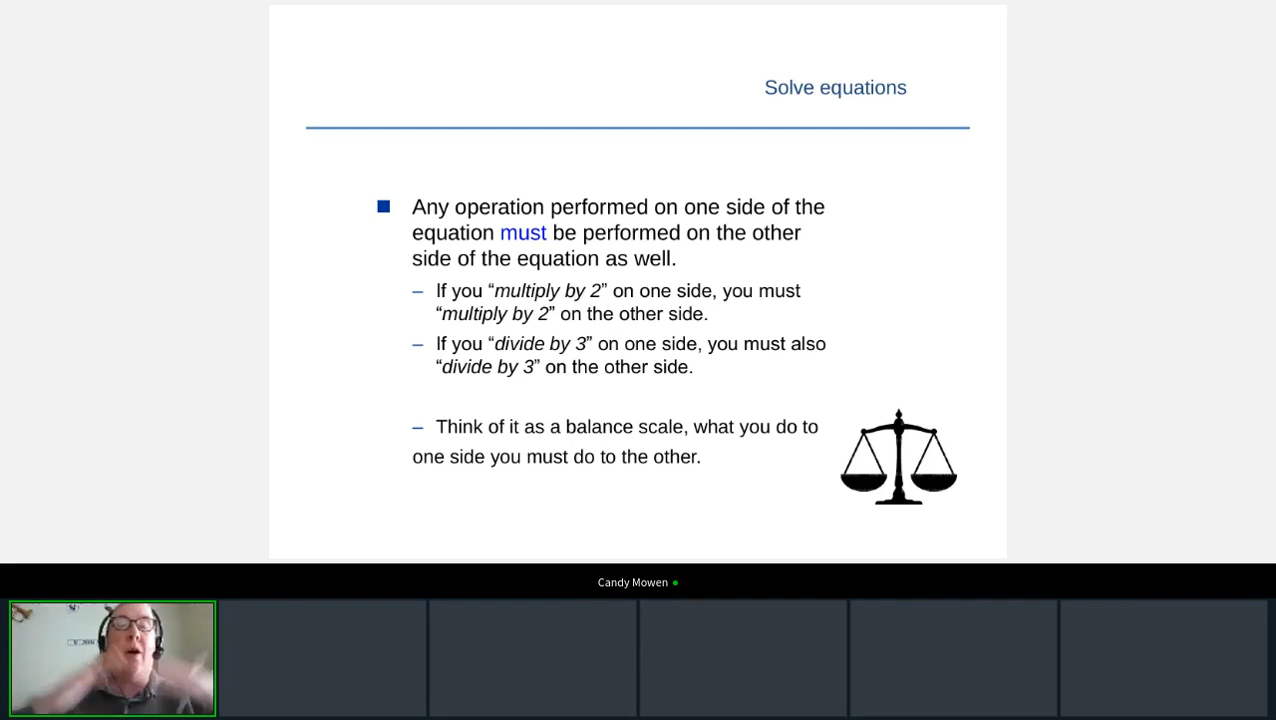 Solve equations
■ Any operation performed on one side of the
equation must be performed on the other
side of the equation as well.
– If you “multiply by 2” on one side, you must
“multiply by 2” on the other side.
– If you “divide by 3” on one side, you must also
“divide by 3” on the other side.
– Think of it as a balance scale, what you do to
one side you must do to the other.
Candy Mowen